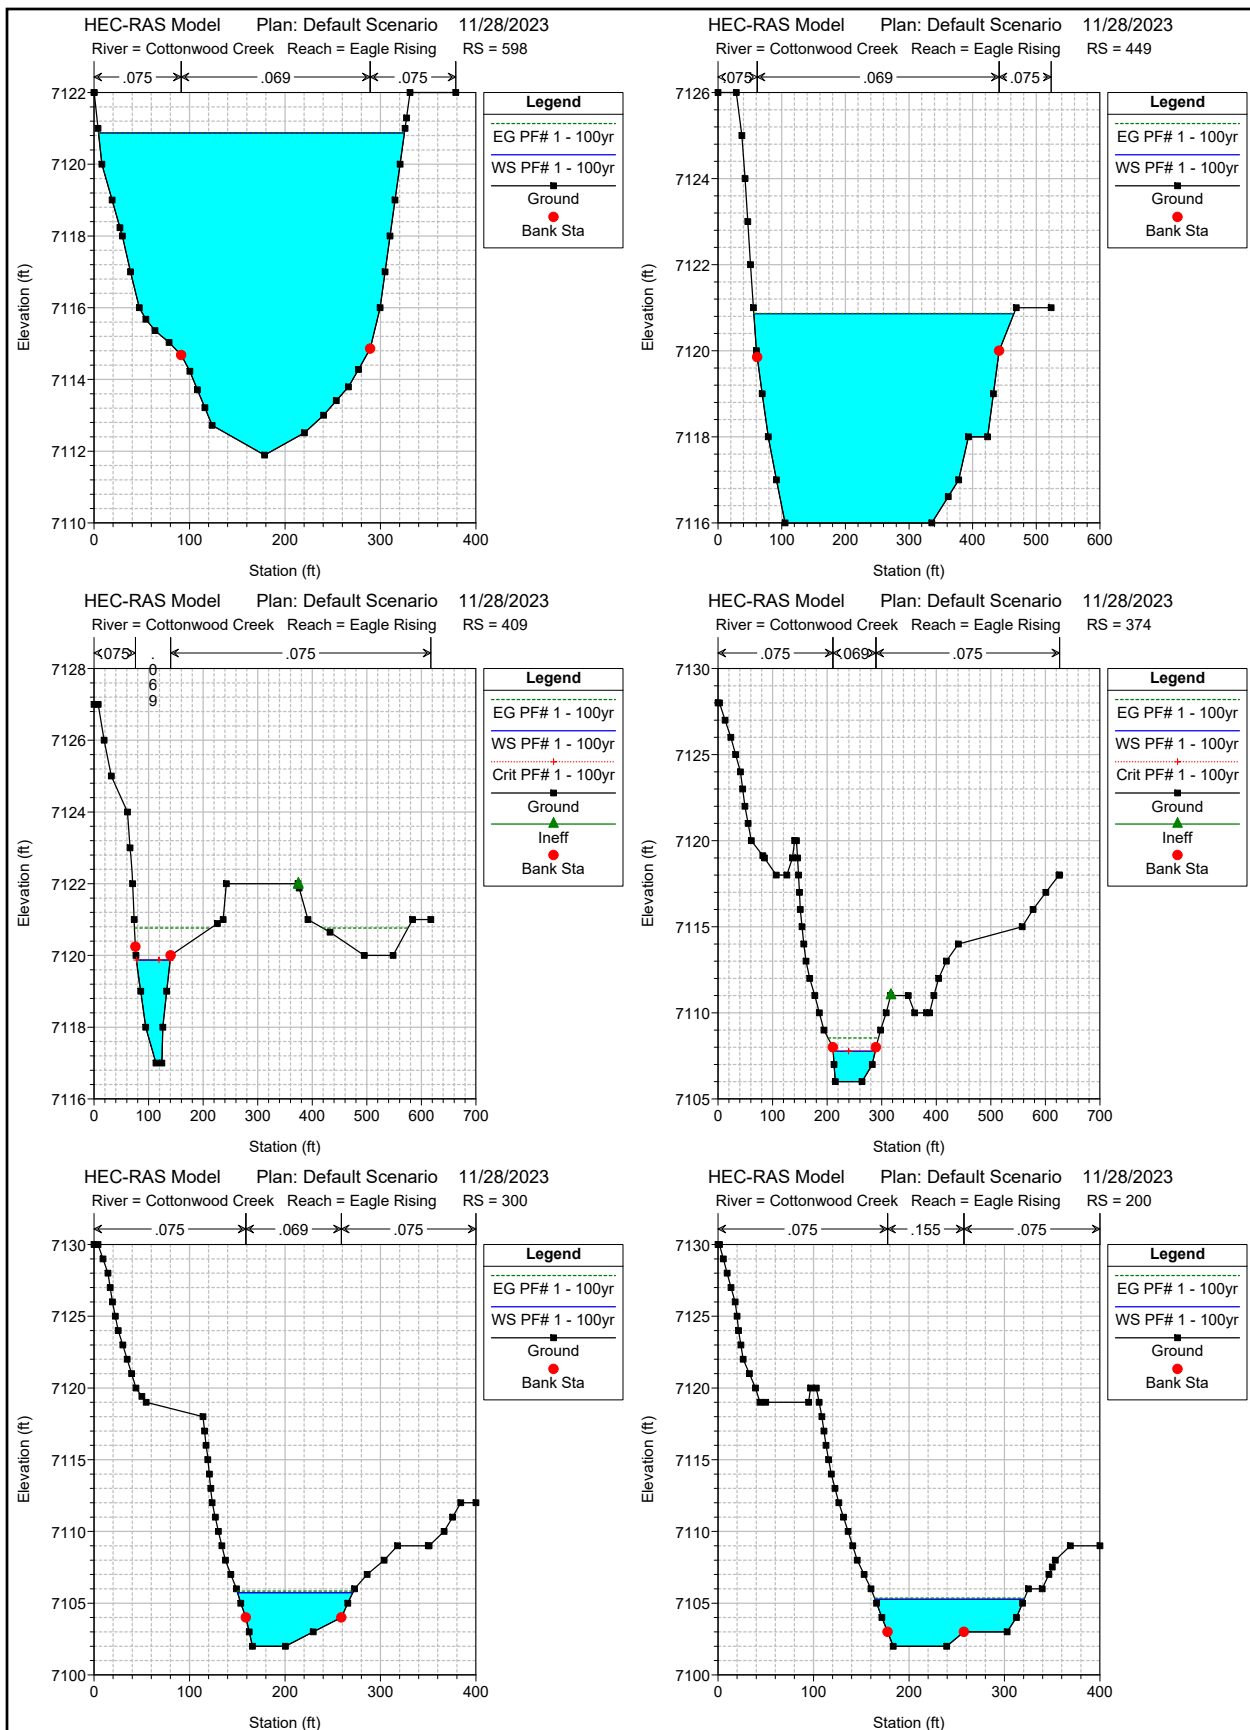 HEC-RAS Model Plan: Default Scenario 11/28/2023
River = Cottonwood Creek Reach = Eagle Rising RS = 598
.075 .069 .075
7122
7120
7118
7116
7114
7112
7110
Elevation (ft)
0 100 200 300 400
Station (ft)
Legend
EG PF# 1 - 100yr
WS PF# 1 - 100yr
Ground
Bank Sta
HEC-RAS Model Plan: Default Scenario 11/28/2023
River = Cottonwood Creek Reach = Eagle Rising RS = 449
.075 .069 .075
7126
7124
7122
7120
7118
7116
Elevation (ft)
0 100 200 300 400 500 600
Station (ft)
Legend
EG PF# 1 - 100yr
WS PF# 1 - 100yr
Ground
Bank Sta
HEC-RAS Model Plan: Default Scenario 11/28/2023
River = Cottonwood Creek Reach = Eagle Rising RS = 409
.075 .069 .075
7128
7126
7124
7122
7120
7118
7116
Elevation (ft)
0 100 200 300 400 500 600 700
Station (ft)
Legend
EG PF# 1 - 100yr
WS PF# 1 - 100yr
Crit PF# 1 - 100yr
Ground
Ineff
Bank Sta
HEC-RAS Model Plan: Default Scenario 11/28/2023
River = Cottonwood Creek Reach = Eagle Rising RS = 374
.075 .069 .075
7130
7125
7120
7115
7110
7105
Elevation (ft)
0 100 200 300 400 500 600 700
Station (ft)
Legend
EG PF# 1 - 100yr
WS PF# 1 - 100yr
Crit PF# 1 - 100yr
Ground
Ineff
Bank Sta
HEC-RAS Model Plan: Default Scenario 11/28/2023
River = Cottonwood Creek Reach = Eagle Rising RS = 300
.075 .069 .075
7130
7125
7120
7115
7110
7105
7100
Elevation (ft)
0 100 200 300 400
Station (ft)
Legend
EG PF# 1 - 100yr
WS PF# 1 - 100yr
Ground
Bank Sta
HEC-RAS Model Plan: Default Scenario 11/28/2023
River = Cottonwood Creek Reach = Eagle Rising RS = 200
.075 .155 .075
7130
7125
7120
7115
7110
7105
7100
Elevation (ft)
0 100 200 300 400
Station (ft)
Legend
EG PF# 1 - 100yr
WS PF# 1 - 100yr
Ground
Bank Sta